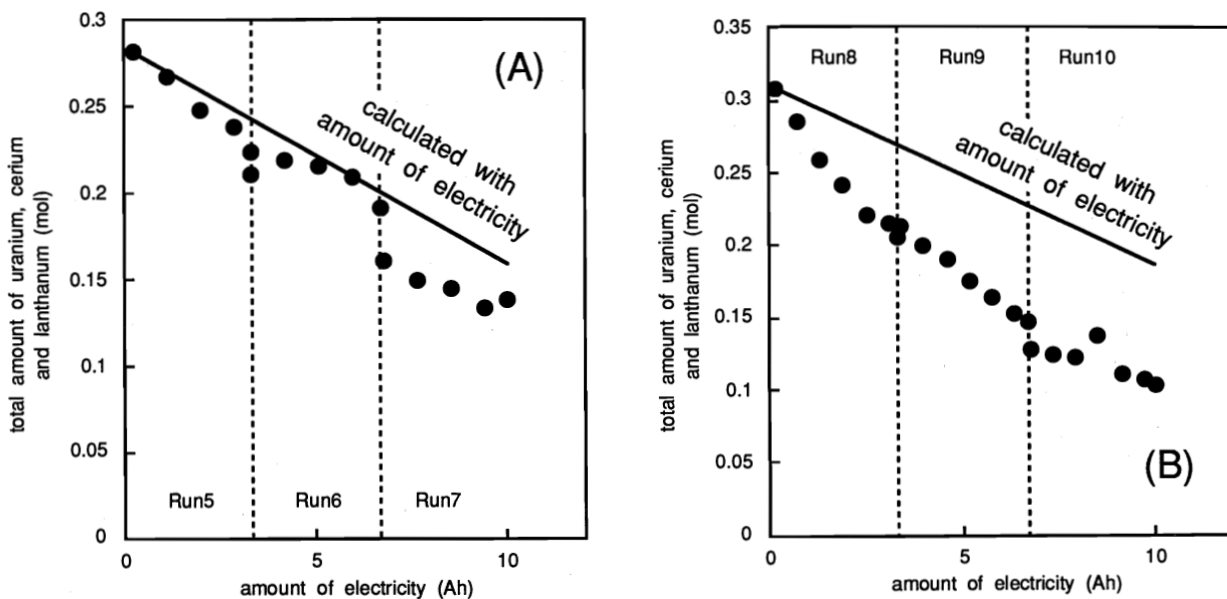 (A)
0.3
0.25
0.2
0.15
0.1
0.05
0
total amount of uranium, cerium
and lanthanum (mol)
calculated with
amount of electricity
Run5
Run6
Run7
0
5
10
amount of electricity (Ah)
0.35
0.3
0.25
0.2
0.15
0.1
0.05
0
total amount of uranium, cerium
and lanthanum (mol)
Run8
Run9
Run10
calculated with
amount of electricity
(B)
0
5
10
amount of electricity (Ah)